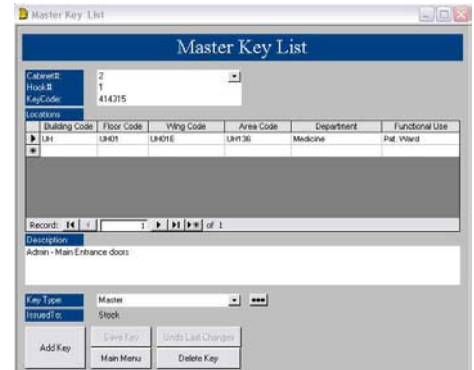 Master Key List
Master Key List
Cabinet#: 2
Hook#: 1
KeyCode: 414315
Locations
Building Code Floor Code Wing Code Area Code Department Functional Use
UH UH01 UH01E UH136 Medicine Pat. Ward
Record: 1 of 1
Description:
Admin - Main Entrance doors
Key Type: Master
IssuedTo: Stock
Add Key Save Key Undo Last Changes
Main Menu Delete Key